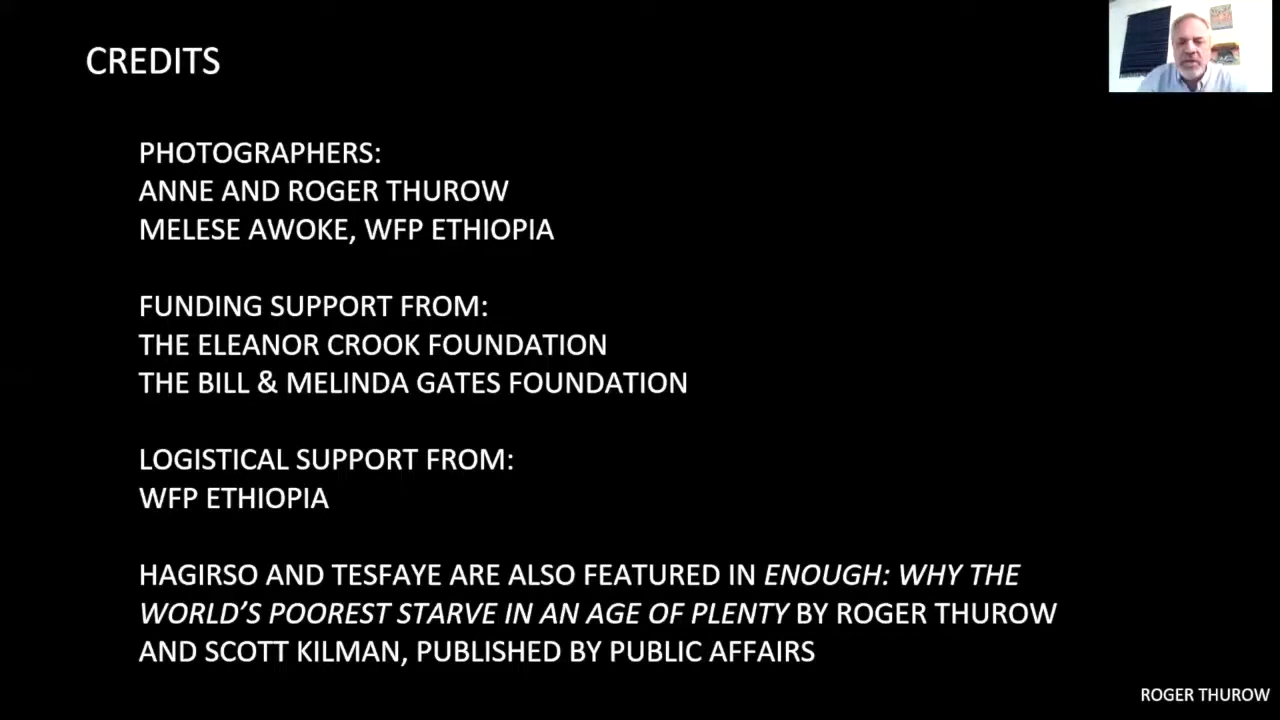 CREDITS
PHOTOGRAPHERS:
ANNE AND ROGER THUROW
MELESE AWOKE, WFP ETHIOPIA
FUNDING SUPPORT FROM:
THE ELEANOR CROOK FOUNDATION
THE BILL & MELINDA GATES FOUNDATION
LOGISTICAL SUPPORT FROM:
WFP ETHIOPIA
HAGIRSO AND TESFAYE ARE ALSO FEATURED IN ENOUGH: WHY THE
WORLD’S POOREST STARVE IN AN AGE OF PLENTY BY ROGER THUROW
AND SCOTT KILMAN, PUBLISHED BY PUBLIC AFFAIRS
ROGER THUROW